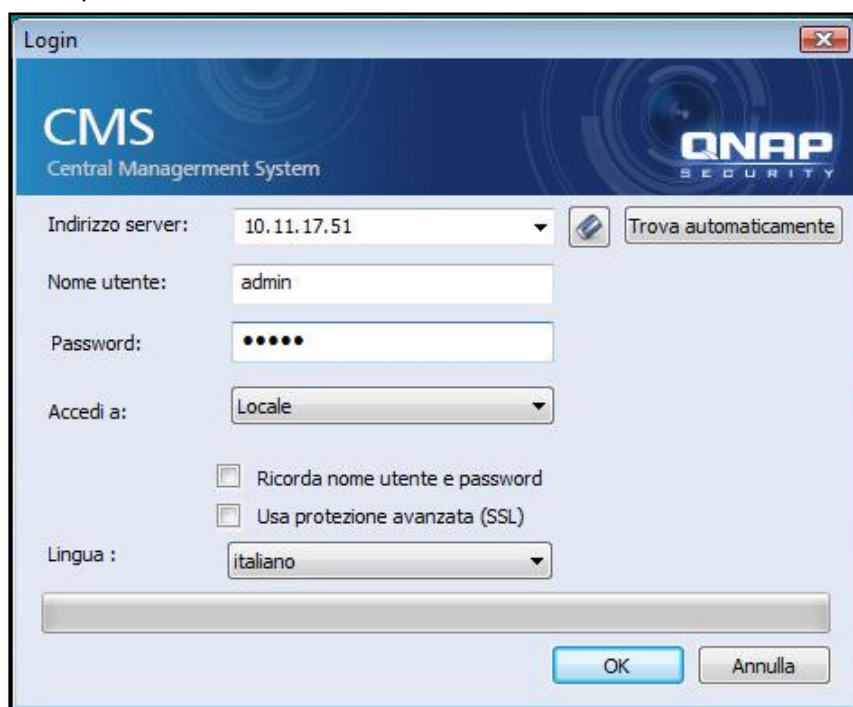 Login
CMS
Central Managerment System
QNAP
SECURITY
Indirizzo server: 10.11.17.51 Trova automaticamente
Nome utente: admin
Password: •••••
Accedi a: Locale
Ricorda nome utente e password
Usa protezione avanzata (SSL)
Lingua : italiano
OK Annulla